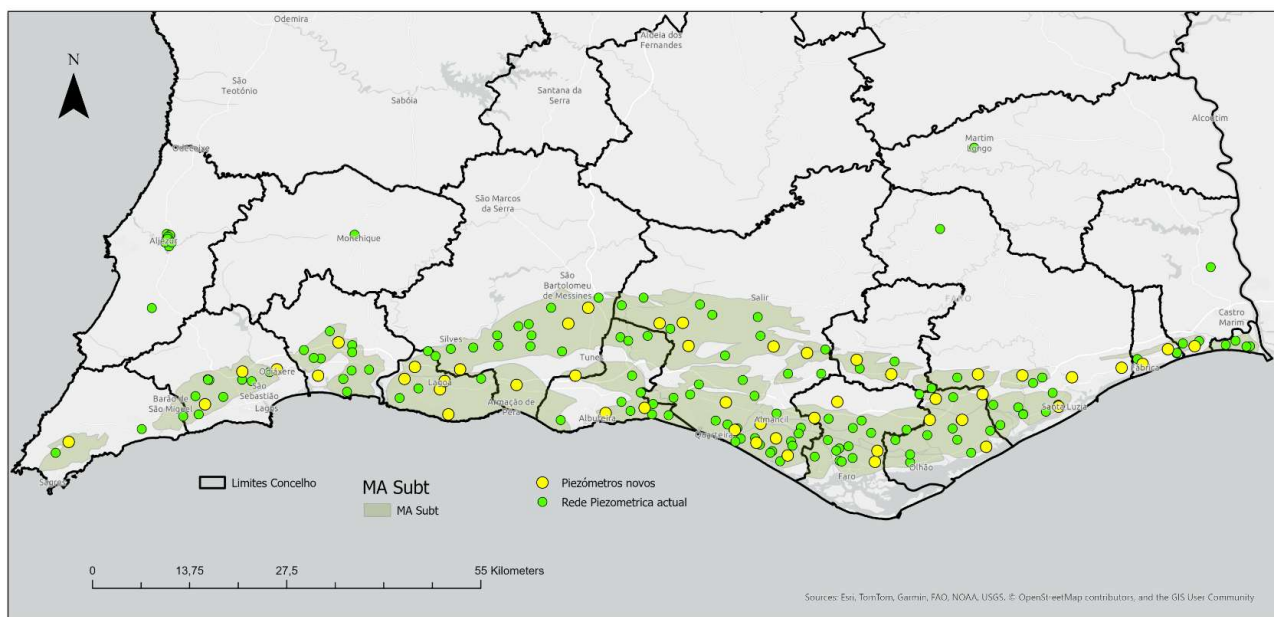 Odemira
Aldeia dos
Fernandes
N
São
Teotónio
Sabóia
Santana da
Serra
Alcoutim
Martim
Longo
Odeceixe
São Marcos
da Serra
Aljezur
Monchique
São
Bartolomeu
de Messines
Salir
FARO
Castro
Marim
Silves
Tunes
Fábrica
Odiáxere
Lagoa
São
Sebastião
Lagos
Barão de
São Miguel
Armação de
Pera
Albufeira
Almancil
Quarteira
Santa Luzia
Olhão
Faro
Sagres
Limites Concelho
MA Subt
MA Subt
Piezómetros novos
Rede Piezometrica actual
0 13,75 27,5 55 Kilometers
Sources: Esri, TomTom, Garmin, FAO, NOAA, USGS. © OpenStreetMap contributors, and the GIS User Community